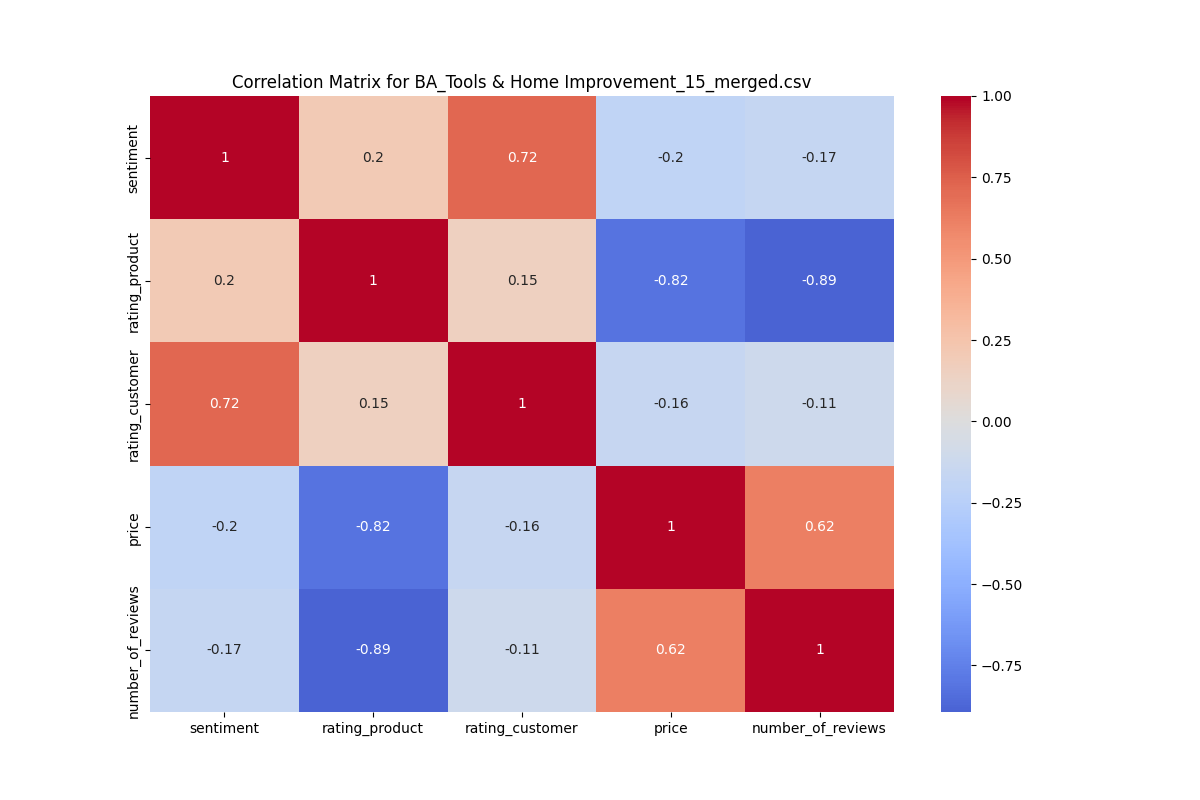 Correlation Matrix for BA_Tools & Home Improvement_15_merged.csv
sentiment 1 0.2 0.72 -0.2 -0.17
rating_product 0.2 1 0.15 -0.82 -0.89
rating_customer 0.72 0.15 1 -0.16 -0.11
price -0.2 -0.82 -0.16 1 0.62
number_of_reviews -0.17 -0.89 -0.11 0.62 1
sentiment rating_product rating_customer price number_of_reviews
1.00
0.75
0.50
0.25
0.00
−0.25
−0.50
−0.75